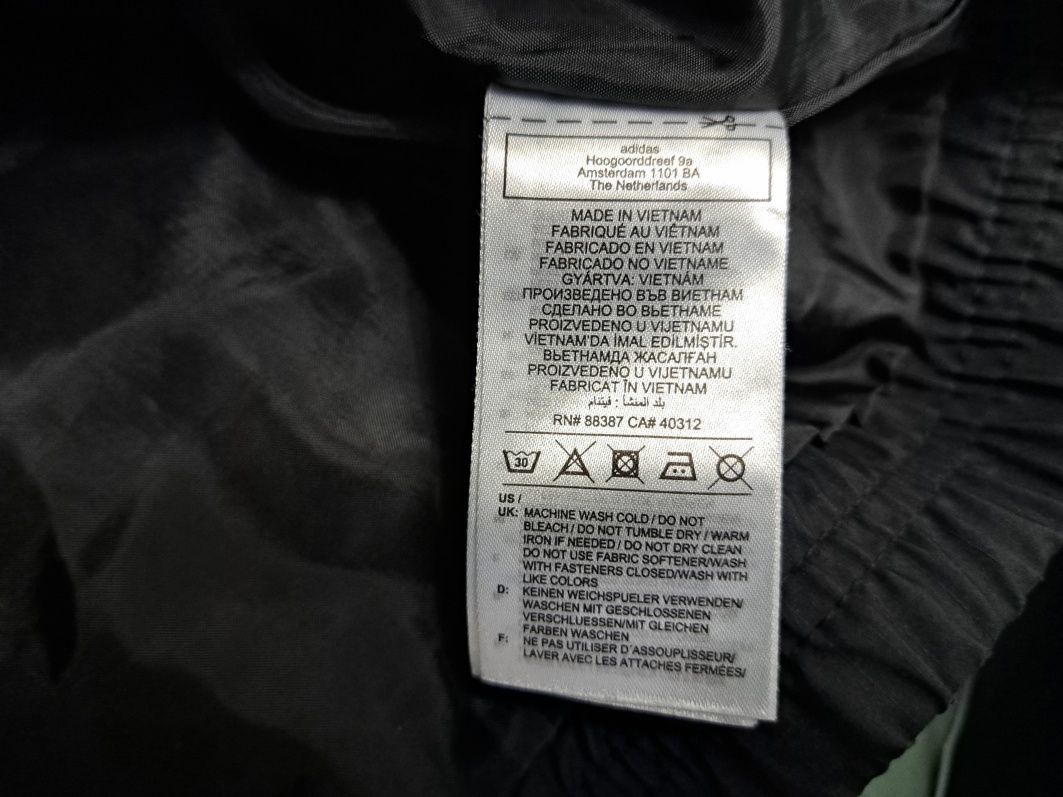 adidas
Hoogoorddreef 9a
Amsterdam 1101 BA
The Netherlands
MADE IN VIETNAM
FABRIQUÉ AU VIÊTNAM
FABRICADO EN VIETNAM
FABRICADO NO VIETNAME
GYÁRTVA: VIETNÁM
ПРОИЗВЕДЕНО ВЪВ ВИЕТНАМ
СДЕЛАНО ВО ВЬЕТНАМЕ
PROIZVEDENO U VIJETNAMU
VİETNAM'DA İMAL EDİLMİŞTİR.
ВЬЕТНАМДА ЖАСАЛҒАН
PROIZVEDENO U VIJETNAMU
FABRICAT ÎN VIETNAM
بلد المنشأ : فيتنام
RN# 88387 CA# 40312
30
US /
UK: MACHINE WASH COLD / DO NOT
BLEACH / DO NOT TUMBLE DRY / WARM
IRON IF NEEDED / DO NOT DRY CLEAN
DO NOT USE FABRIC SOFTENER/WASH
WITH FASTENERS CLOSED/WASH WITH
LIKE COLORS
D: KEINEN WEICHSPUELER VERWENDEN/
WASCHEN MIT GESCHLOSSENEN
VERSCHLUESSEN/MIT GLEICHEN
FARBEN WASCHEN
F: NE PAS UTILISER D'ASSOUPLISSEUR/
LAVER AVEC LES ATTACHES FERMÉES/